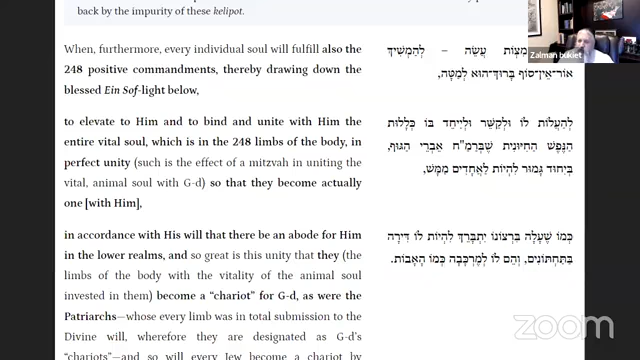 back by the impurity of these kelipot.
When, furthermore, every individual soul will fulfill also the
248 positive commandments, thereby drawing down the
blessed Ein Sof-light below,
to elevate to Him and to bind and unite with Him the
entire vital soul, which is in the 248 limbs of the body, in
perfect unity (such is the effect of a mitzvah in uniting the
vital, animal soul with G-d) so that they become actually
one [with Him],
in accordance with His will that there be an abode for Him
in the lower realms, and so great is this unity that they (the
limbs of the body with the vitality of the animal soul
invested in them) become a “chariot” for G-d, as were the
Patriarchs—whose every limb was in total submission to the
Divine will, wherefore they are designated as G-d’s
“chariots”—and so will every Jew become a chariot by
מִצְוֹת עֲשֵׂה – לְהַמְשִׁיךְ
אוֹר־אֵין־סוֹף בָּרוּךְ־הוּא לְמַטָּה,
לְהַעֲלוֹת לוֹ וּלְקַשֵּׁר וּלְיַיחֵד בּוֹ כְּלָלוּת
הַנֶּפֶשׁ הַחִיּוּנִית שֶׁבְּרַמַ"ח אֵבְרֵי הַגּוּף,
בְּיִחוּד גָּמוּר לִהְיוֹת לַאֲחָדִים מַמָּשׁ,
כְּמוֹ שֶׁעָלָה בִּרְצוֹנוֹ יִתְבָּרֵךְ לִהְיוֹת לוֹ דִּירָה
בַּתַּחְתּוֹנִים, וְהֵם לוֹ לְמֶרְכָּבָה כְּמוֹ הָאָבוֹת.
Zalman bukiet
zoom